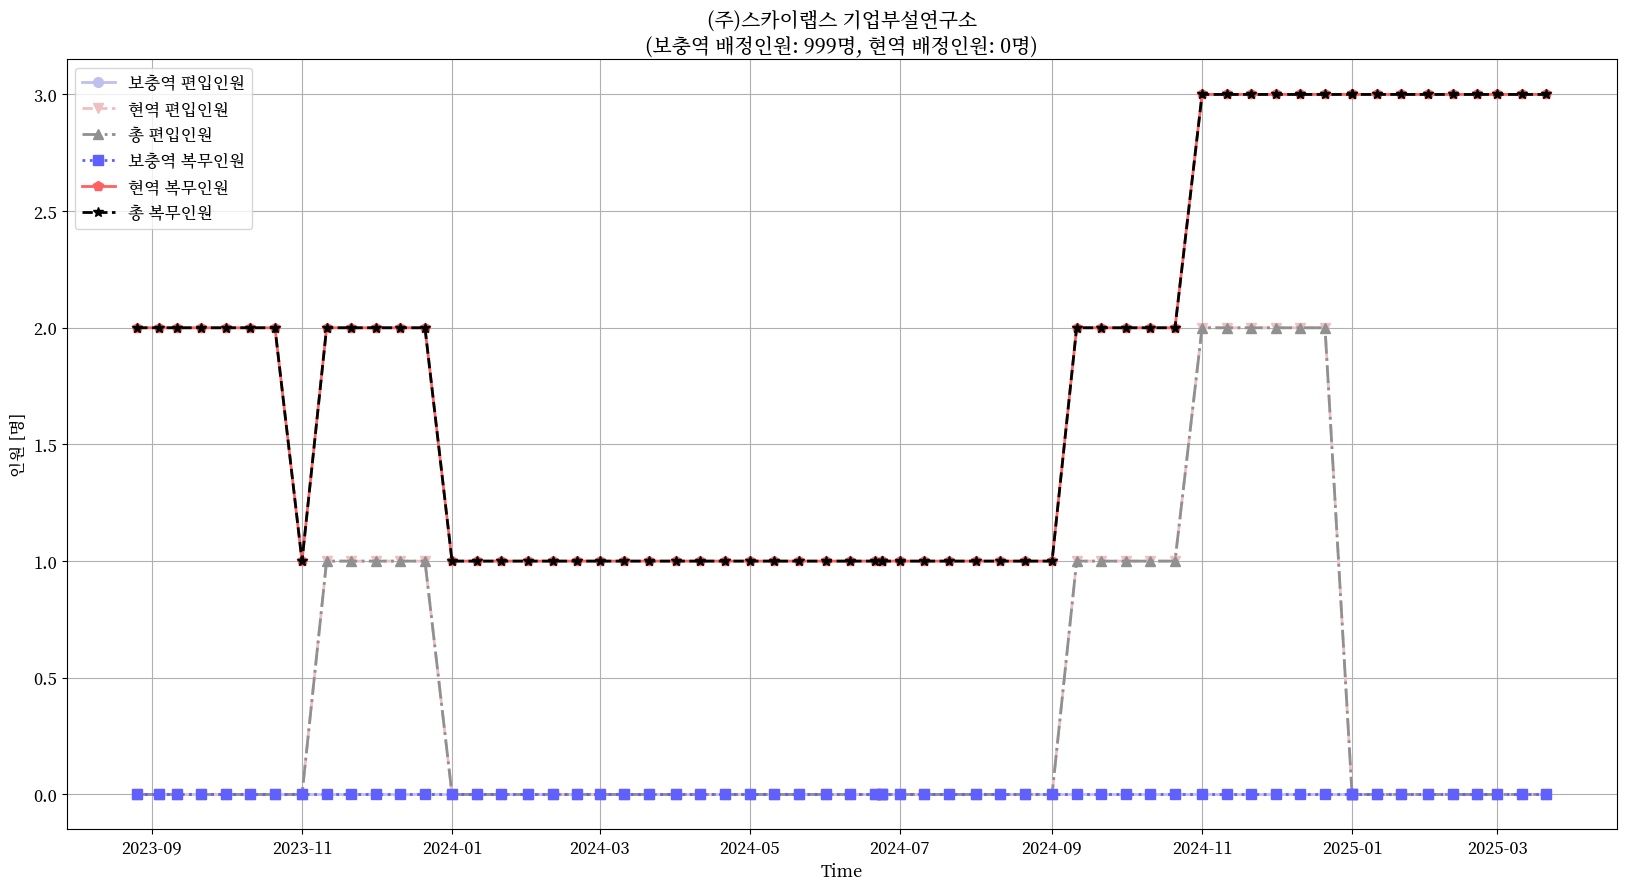 (주)스카이랩스 기업부설연구소
(보충역 배정인원: 999명, 현역 배정인원: 0명)
보충역 편입인원
현역 편입인원
총 편입인원
보충역 복무인원
현역 복무인원
총 복무인원
3.0
2.5
2.0
1.5
1.0
0.5
0.0
인원 [명]
2023-09 2023-11 2024-01 2024-03 2024-05 2024-07 2024-09 2024-11 2025-01 2025-03
Time